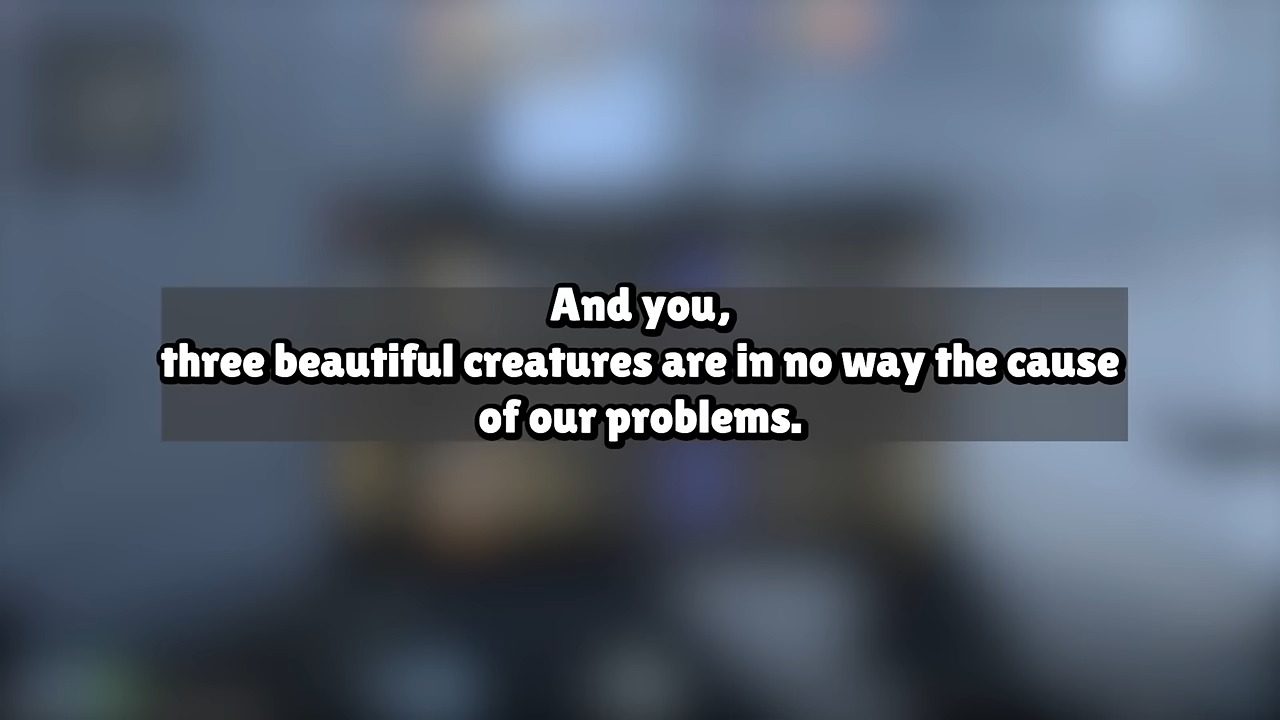 And you,
three beautiful creatures are in no way the cause
of our problems.